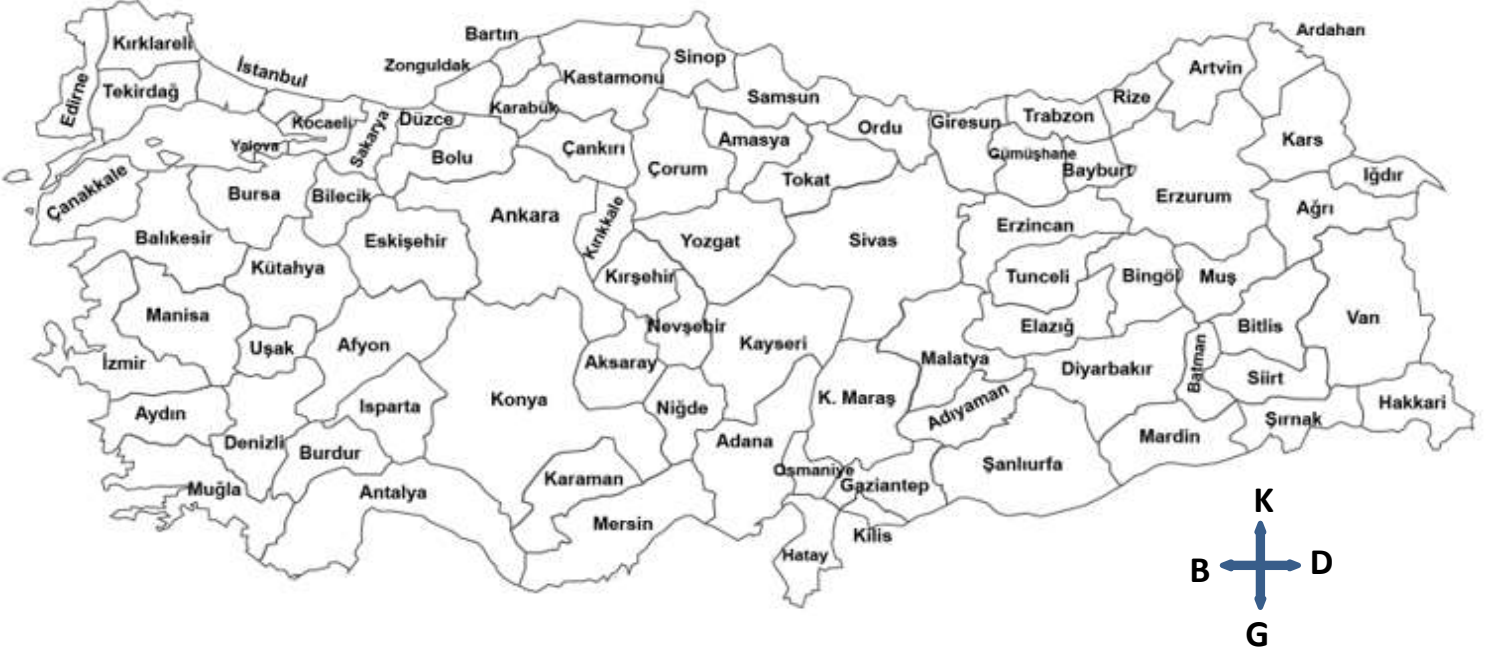 Kırklareli
Edirne
Tekirdağ
İstanbul
Kocaeli
Yalova
Sakarya
Düzce
Zonguldak
Bartın
Karabük
Kastamonu
Sinop
Samsun
Ordu
Giresun
Trabzon
Rize
Artvin
Ardahan
Kars
Iğdır
Ağrı
Erzurum
Bayburt
Gümüşhane
Tokat
Amasya
Çorum
Çankırı
Bolu
Bilecik
Bursa
Çanakkale
Balıkesir
Kütahya
Eskişehir
Ankara
Kırıkkale
Kırşehir
Yozgat
Sivas
Erzincan
Tunceli
Bingöl
Muş
Bitlis
Van
Hakkari
Şırnak
Siirt
Batman
Mardin
Diyarbakır
Elazığ
Malatya
Adıyaman
Şanlıurfa
Gaziantep
Kilis
Hatay
Osmaniye
K. Maraş
Kayseri
Nevşebir
Aksaray
Niğde
Adana
Mersin
Karaman
Konya
Isparta
Afyon
Uşak
Manisa
İzmir
Aydın
Denizli
Burdur
Muğla
Antalya
K
B
D
G